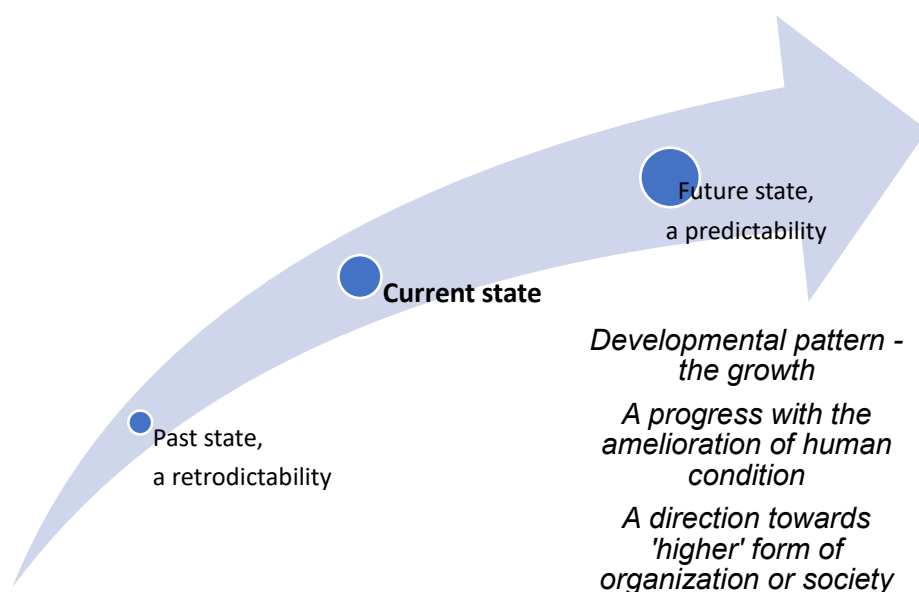 Future state,
a predictability
Current state
Past state,
a retrodictability
Developmental pattern -
the growth
A progress with the
amelioration of human
condition
A direction towards
'higher' form of
organization or society